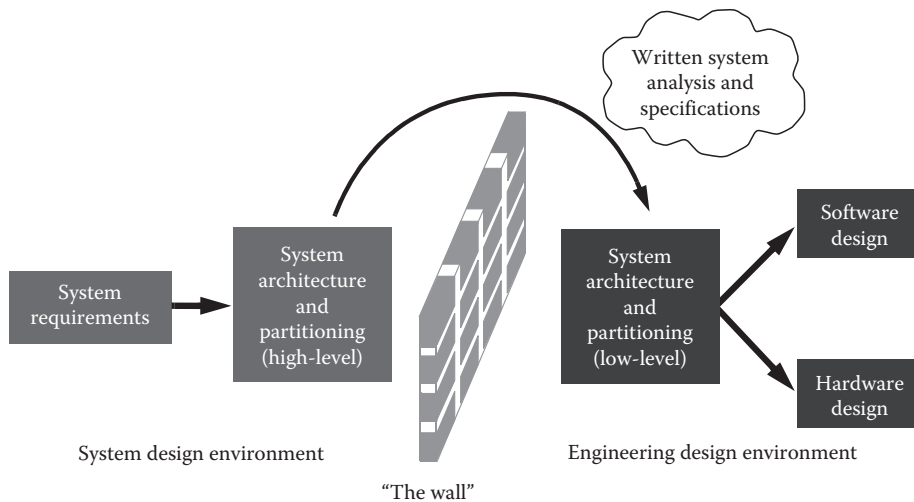 Written system
analysis and
specifications
System
requirements
System
architecture
and
partitioning
(high-level)
System
architecture
and
partitioning
(low-level)
Software
design
Hardware
design
System design environment
Engineering design environment
“The wall”